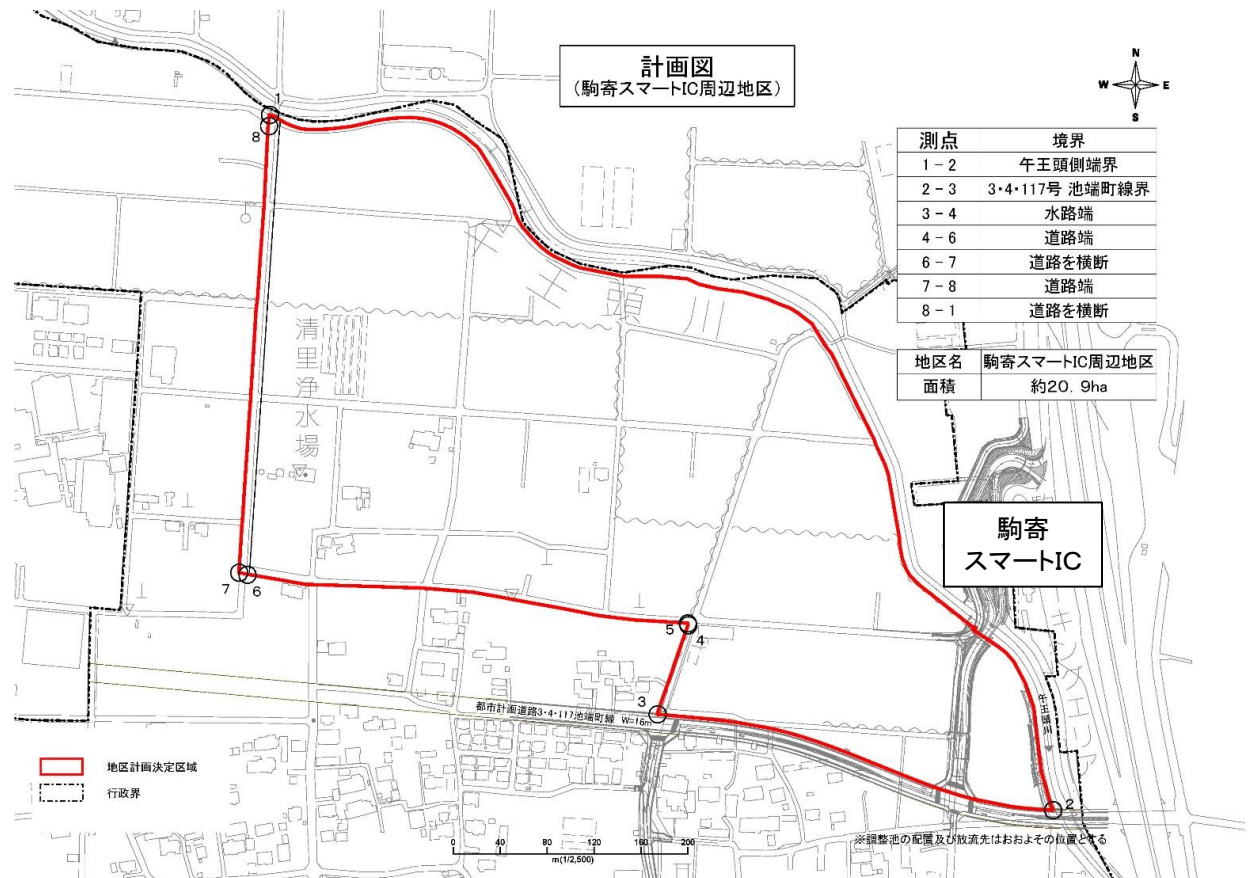 計画図
(駒寄スマートIC周辺地区)
N
W E
S
測点 境界
1-2 午王頭側端界
2-3 3・4・117号 池端町線界
3-4 水路端
4-6 道路端
6-7 道路を横断
7-8 道路端
8-1 道路を横断
地区名 駒寄スマートIC周辺地区
面積 約20.9ha
1
8
清里浄水場
駒寄
スマートIC
7
6
5
4
3
都市計画道路3・4・117池端町線 W=16m
午王頭川
2
地区計画決定区域
行政界
0 40 80 120 160 200
m(1/2,500)
※調整池の配置及び放流先はおおよその位置とする